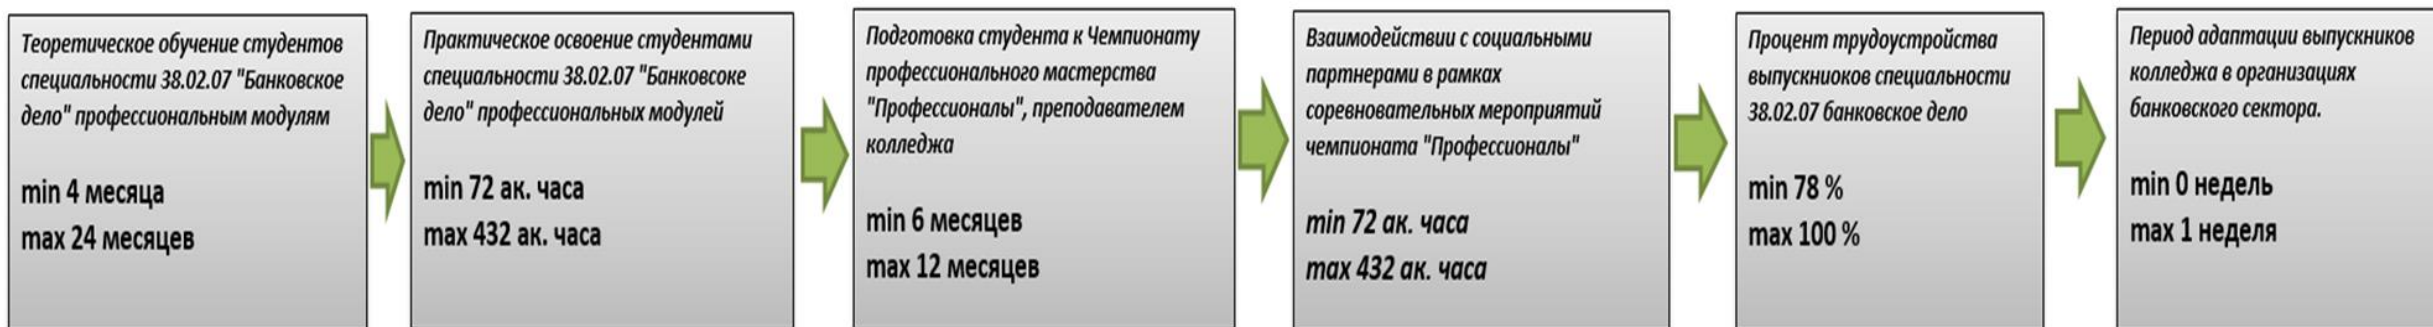 Теоретическое обучение студентов
специальности 38.02.07 "Банковское
дело" профессиональным модулям
min 4 месяца
max 24 месяцев
Практическое освоение студентами
специальности 38.02.07 "Банковсоке
дело" профессиональных модулей
min 72 ак. часа
max 432 ак. часа
Подготовка студента к Чемпионату
профессионального мастерства
"Профессионалы", преподавателем
колледжа
min 6 месяцев
max 12 месяцев
Взаимодействии с социальными
партнерами в рамках
соревновательных мероприятий
чемпионата "Профессионалы"
min 72 ак. часа
max 432 ак. часа
Процент трудоустройства
выпускниоков специальности
38.02.07 банковское дело
min 78 %
max 100 %
Период адаптации выпускников
колледжа в организациях
банковского сектора.
min 0 недель
max 1 неделя